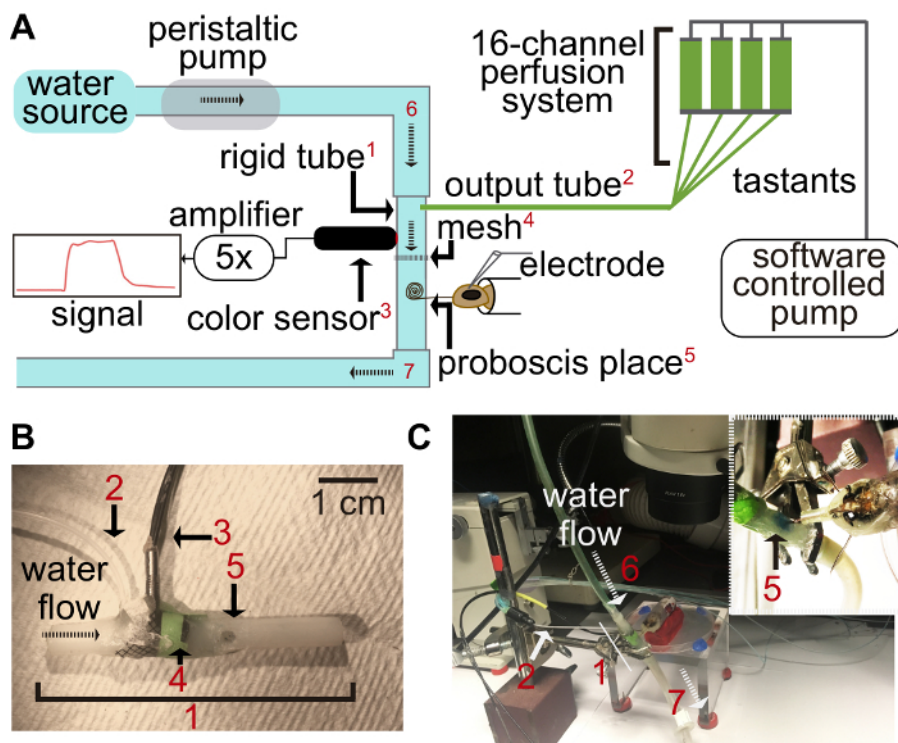 A
peristaltic
pump
water
source
16-channel
perfusion
system
6
rigid tube1
output tube2
tastants
amplifier
mesh4
5x
electrode
software
controlled
pump
signal
color sensor3
7
proboscis place5
B
1 cm
2
3
5
water
flow
4
1
C
water
flow
6
5
2
1
7